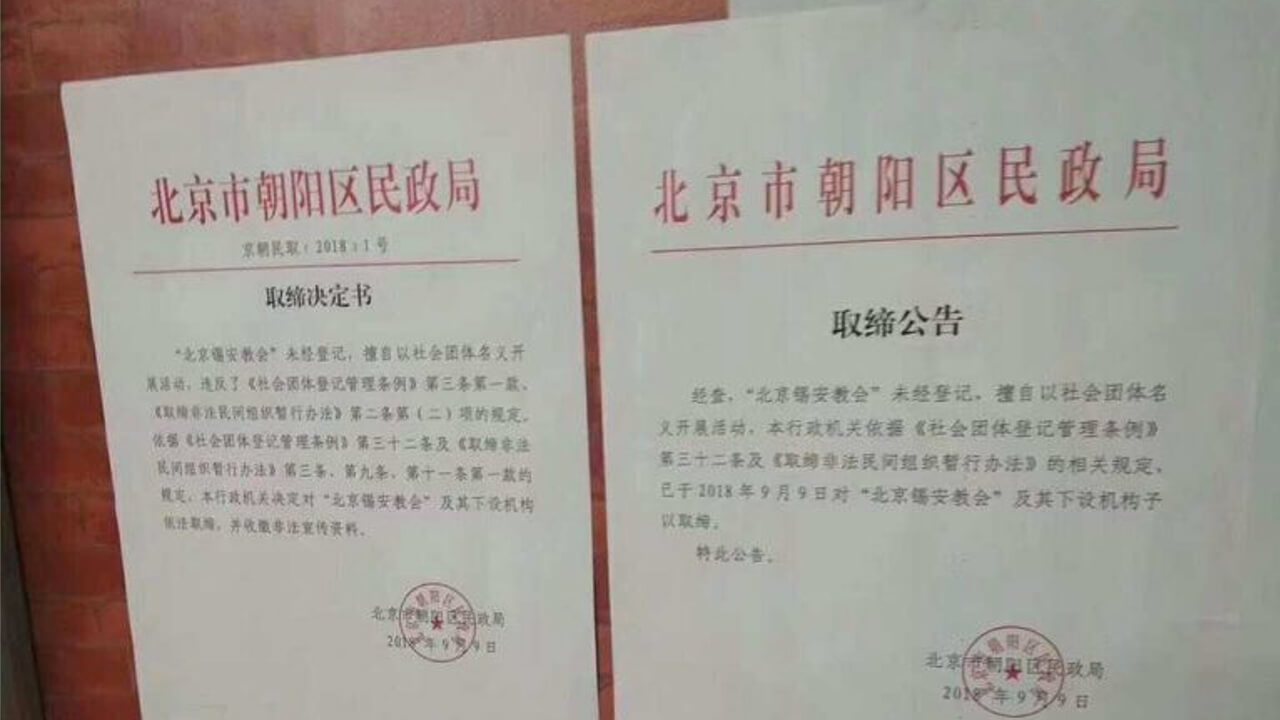 北京市朝阳区民政局
京朝民取﹝2018﹞1号
取缔决定书
“北京锡安教会”未经登记，擅自以社会团体名义开
展活动，违反了《社会团体登记管理条例》第三条第一款、
《取缔非法民间组织暂行办法》第二条第（二）项的规定，
依据《社会团体登记管理条例》第三十二条及《取缔非法
民间组织暂行办法》第三条、第九条、第十一条第一款的
规定，本行政机关决定对“北京锡安教会”及其下设机构
依法取缔，并收缴非法宣传资料。
北京市朝阳区民政局
2018年9月9日
北京市朝阳区民政局
取缔公告
经查，“北京锡安教会”未经登记，擅自以社会团体名
义开展活动，本行政机关依据《社会团体登记管理条例》
第三十二条及《取缔非法民间组织暂行办法》的相关规定，
已于2018年9月9日对“北京锡安教会”及其下设机构予
以取缔。
特此公告。
北京市朝阳区民政局
2018年9月9日